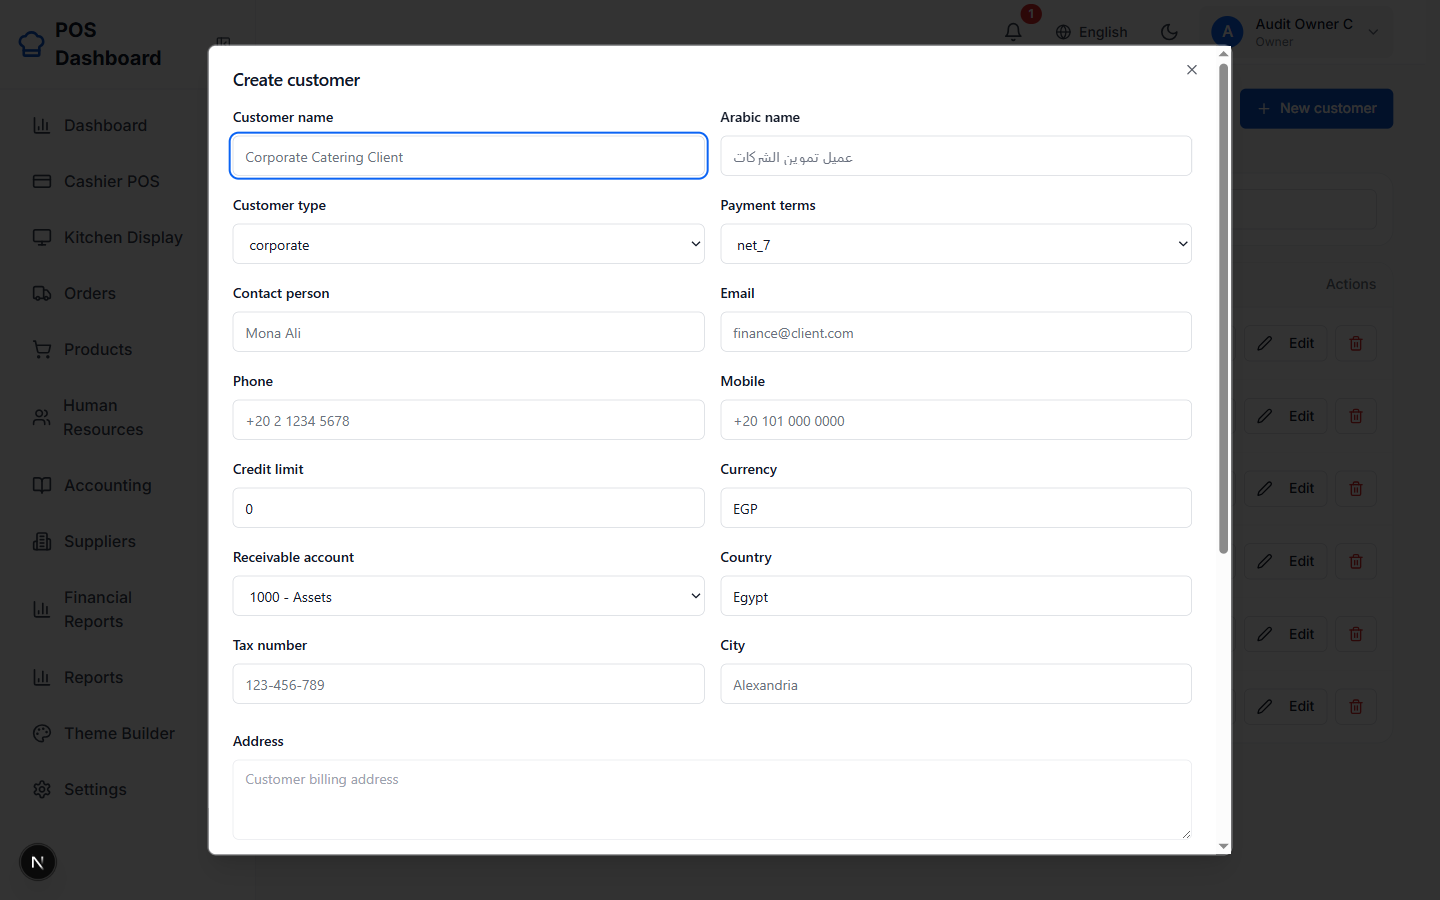 POS
Dashboard
1
English
A
Audit Owner C
Owner
New customer
Dashboard
Cashier POS
Kitchen Display
Orders
Products
Human
Resources
Accounting
Suppliers
Financial
Reports
Reports
Theme Builder
Settings
N
Create customer
Customer name
Arabic name
Corporate Catering Client
عميل تموين الشركات
Customer type
Payment terms
corporate
net_7
Contact person
Email
Mona Ali
finance@client.com
Phone
Mobile
+20 2 1234 5678
+20 101 000 0000
Credit limit
Currency
0
EGP
Receivable account
Country
1000 - Assets
Egypt
Tax number
City
123-456-789
Alexandria
Address
Customer billing address
Actions
Edit
Edit
Edit
Edit
Edit
Edit